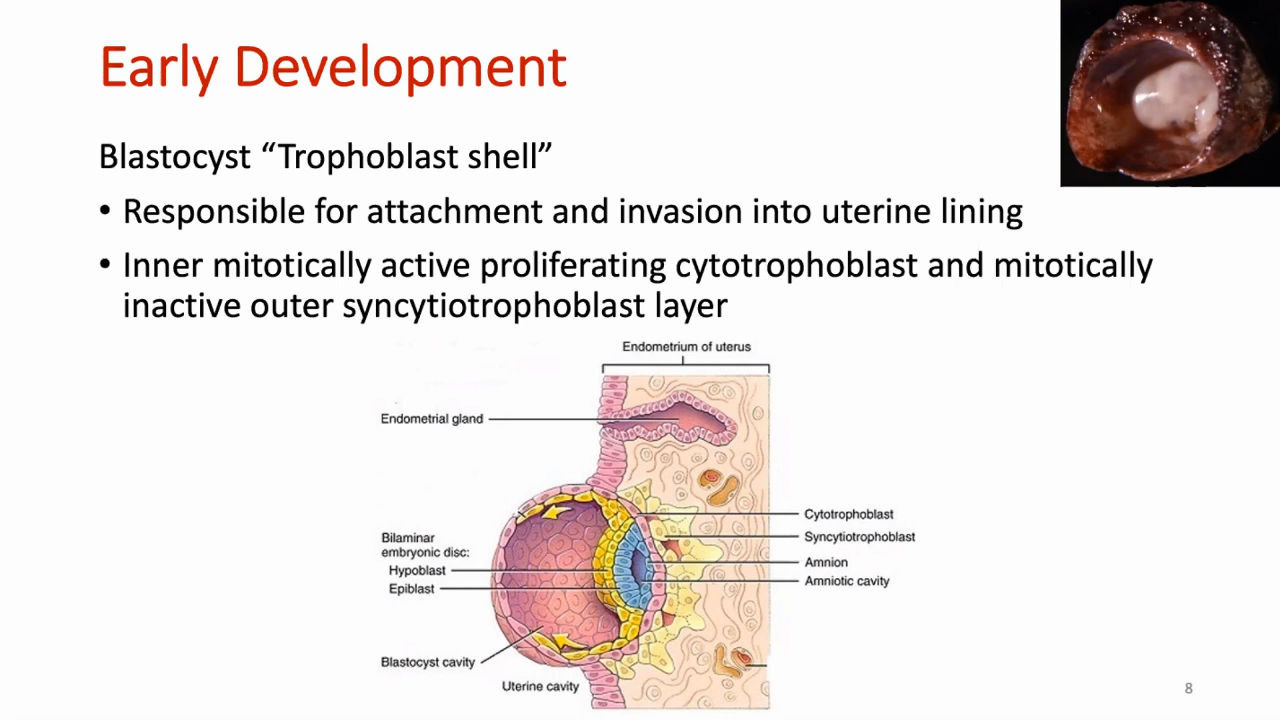 Early Development
Blastocyst “Trophoblast shell”
• Responsible for attachment and invasion into uterine lining
• Inner mitotically active proliferating cytotrophoblast and mitotically
inactive outer syncytiotrophoblast layer
Endometrium of uterus
Endometrial gland
Cytotrophoblast
Syncytiotrophoblast
Bilaminar
embryonic disc:
Hypoblast
Epiblast
Amnion
Amniotic cavity
Blastocyst cavity
Uterine cavity
8